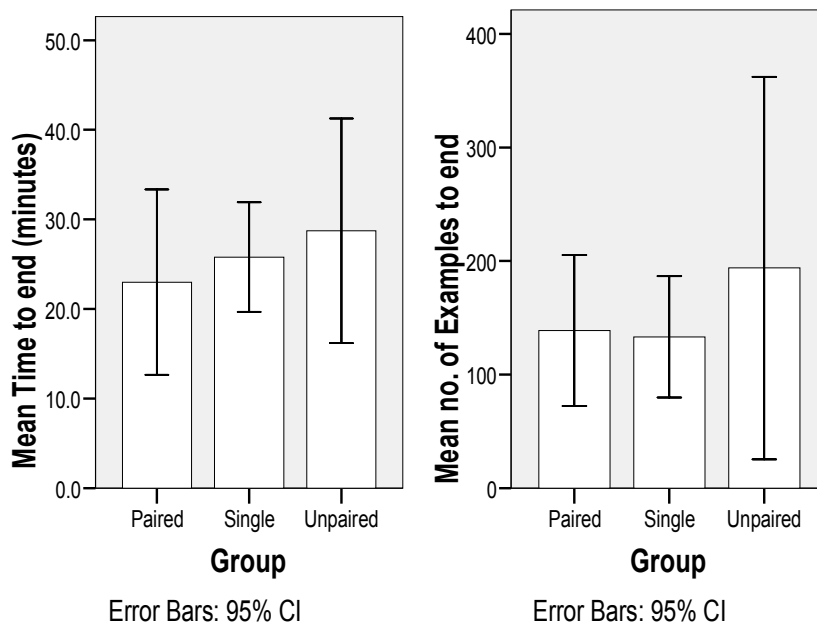 Mean Time to end (minutes)
50.0
40.0
30.0
20.0
10.0
0.0
Paired Single Unpaired
Group
Error Bars: 95% CI
Mean no. of Examples to end
400
300
200
100
0
Paired Single Unpaired
Group
Error Bars: 95% CI